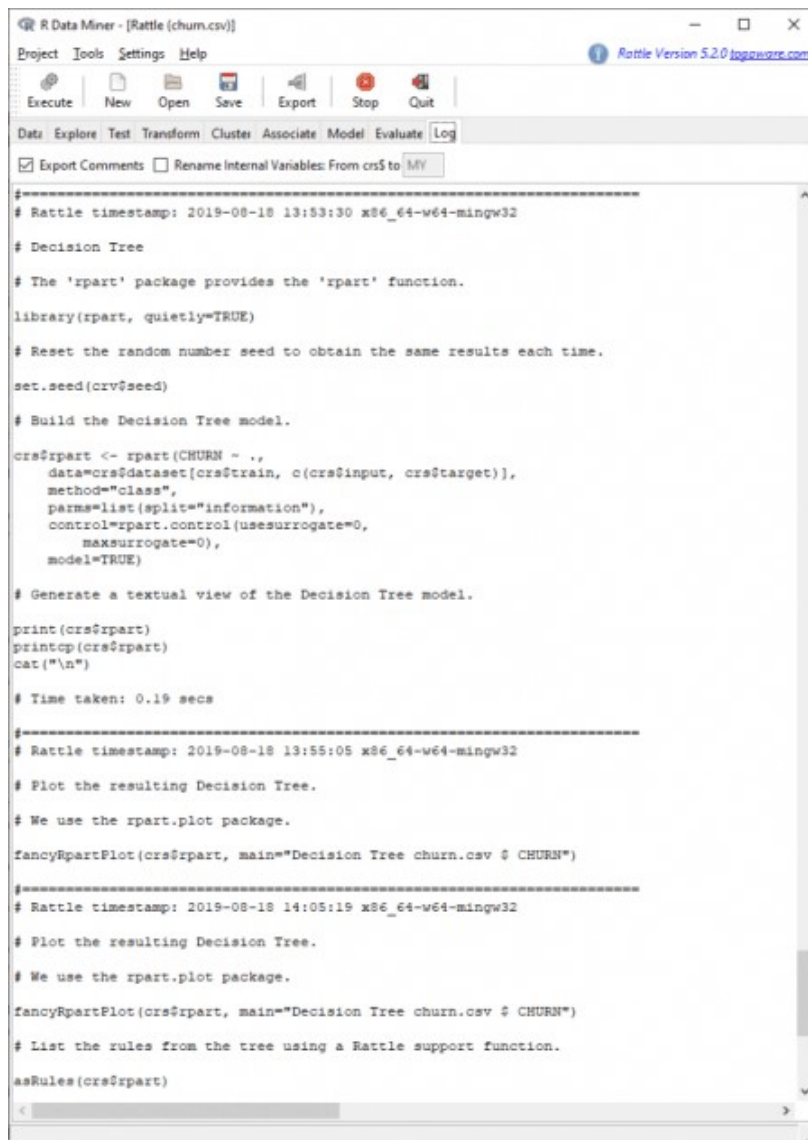 R Data Miner - [Rattle (churn.csv)]
Project Tools Settings Help
Rattle Version 5.2.0 togaware.com
Execute New Open Save Export Stop Quit
Data Explore Test Transform Cluster Associate Model Evaluate Log
Export Comments Rename Internal Variables: From crs$ to MY
#=======================================================================
# Rattle timestamp: 2019-08-18 13:53:30 x86_64-w64-mingw32
# Decision Tree
# The 'rpart' package provides the 'rpart' function.
library(rpart, quietly=TRUE)
# Reset the random number seed to obtain the same results each time.
set.seed(crv$seed)
# Build the Decision Tree model.
crs$rpart <- rpart(CHURN ~ .,
data=crs$dataset[crs$train, c(crs$input, crs$target)],
method="class",
parms=list(split="information"),
control=rpart.control(usesurrogate=0,
maxsurrogate=0),
model=TRUE)
# Generate a textual view of the Decision Tree model.
print(crs$rpart)
printcp(crs$rpart)
cat("\n")
# Time taken: 0.19 secs
#=======================================================================
# Rattle timestamp: 2019-08-18 13:55:05 x86_64-w64-mingw32
# Plot the resulting Decision Tree.
# We use the rpart.plot package.
fancyRpartPlot(crs$rpart, main="Decision Tree churn.csv $ CHURN")
#=======================================================================
# Rattle timestamp: 2019-08-18 14:05:19 x86_64-w64-mingw32
# Plot the resulting Decision Tree.
# We use the rpart.plot package.
fancyRpartPlot(crs$rpart, main="Decision Tree churn.csv $ CHURN")
# List the rules from the tree using a Rattle support function.
asRules(crs$rpart)